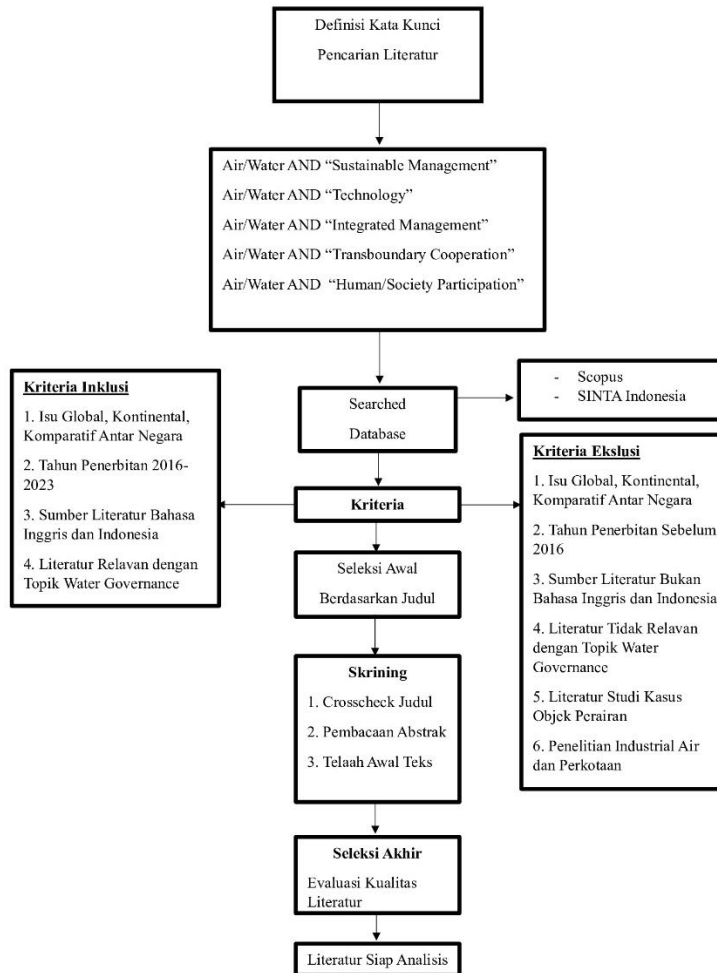 Definisi Kata Kunci
Pencarian Literatur
Air/Water AND “Sustainable Management”
Air/Water AND “Technology”
Air/Water AND “Integrated Management”
Air/Water AND “Transboundary Cooperation”
Air/Water AND “Human/Society Participation”
Searched
Database
- Scopus
- SINTA Indonesia
Kriteria
Kriteria Inklusi
1. Isu Global, Kontinental,
Komparatif Antar Negara
2. Tahun Penerbitan 2016-
2023
3. Sumber Literatur Bahasa
Inggris dan Indonesia
4. Literatur Relavan dengan
Topik Water Governance
Kriteria Ekslusi
1. Isu Global, Kontinental,
Komparatif Antar Negara
2. Tahun Penerbitan Sebelum
2016
3. Sumber Literatur Bukan
Bahasa Inggris dan Indonesia
4. Literatur Tidak Relavan
dengan Topik Water
Governance
5. Literatur Studi Kasus
Objek Perairan
6. Penelitian Industrial Air
dan Perkotaan
Seleksi Awal
Berdasarkan Judul
Skrining
1. Crosscheck Judul
2. Pembacaan Abstrak
3. Telaah Awal Teks
Seleksi Akhir
Evaluasi Kualitas
Literatur
Literatur Siap Analisis